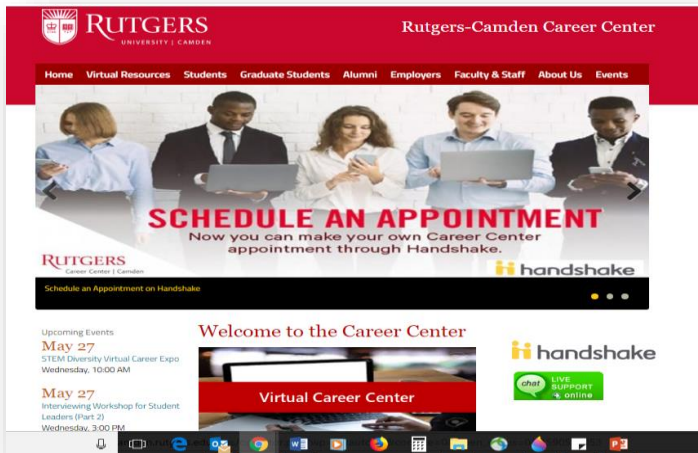 RUTGERS
UNIVERSITY | CAMDEN
Rutgers-Camden Career Center
Home Virtual Resources Students Graduate Students Alumni Employers Faculty & Staff About Us Events
SCHEDULE AN APPOINTMENT
Now you can make your own Career Center
appointment through Handshake.
RUTGERS
Career Center | Camden
handshake
Schedule an Appointment on Handshake
Upcoming Events
May 27
STEM Diversity Virtual Career Expo
Wednesday, 10:00 AM
May 27
Interviewing Workshop for Student
Leaders (Part 2)
Wednesday, 3:00 PM
Welcome to the Career Center
Virtual Career Center
handshake
chat LIVE
SUPPORT
online